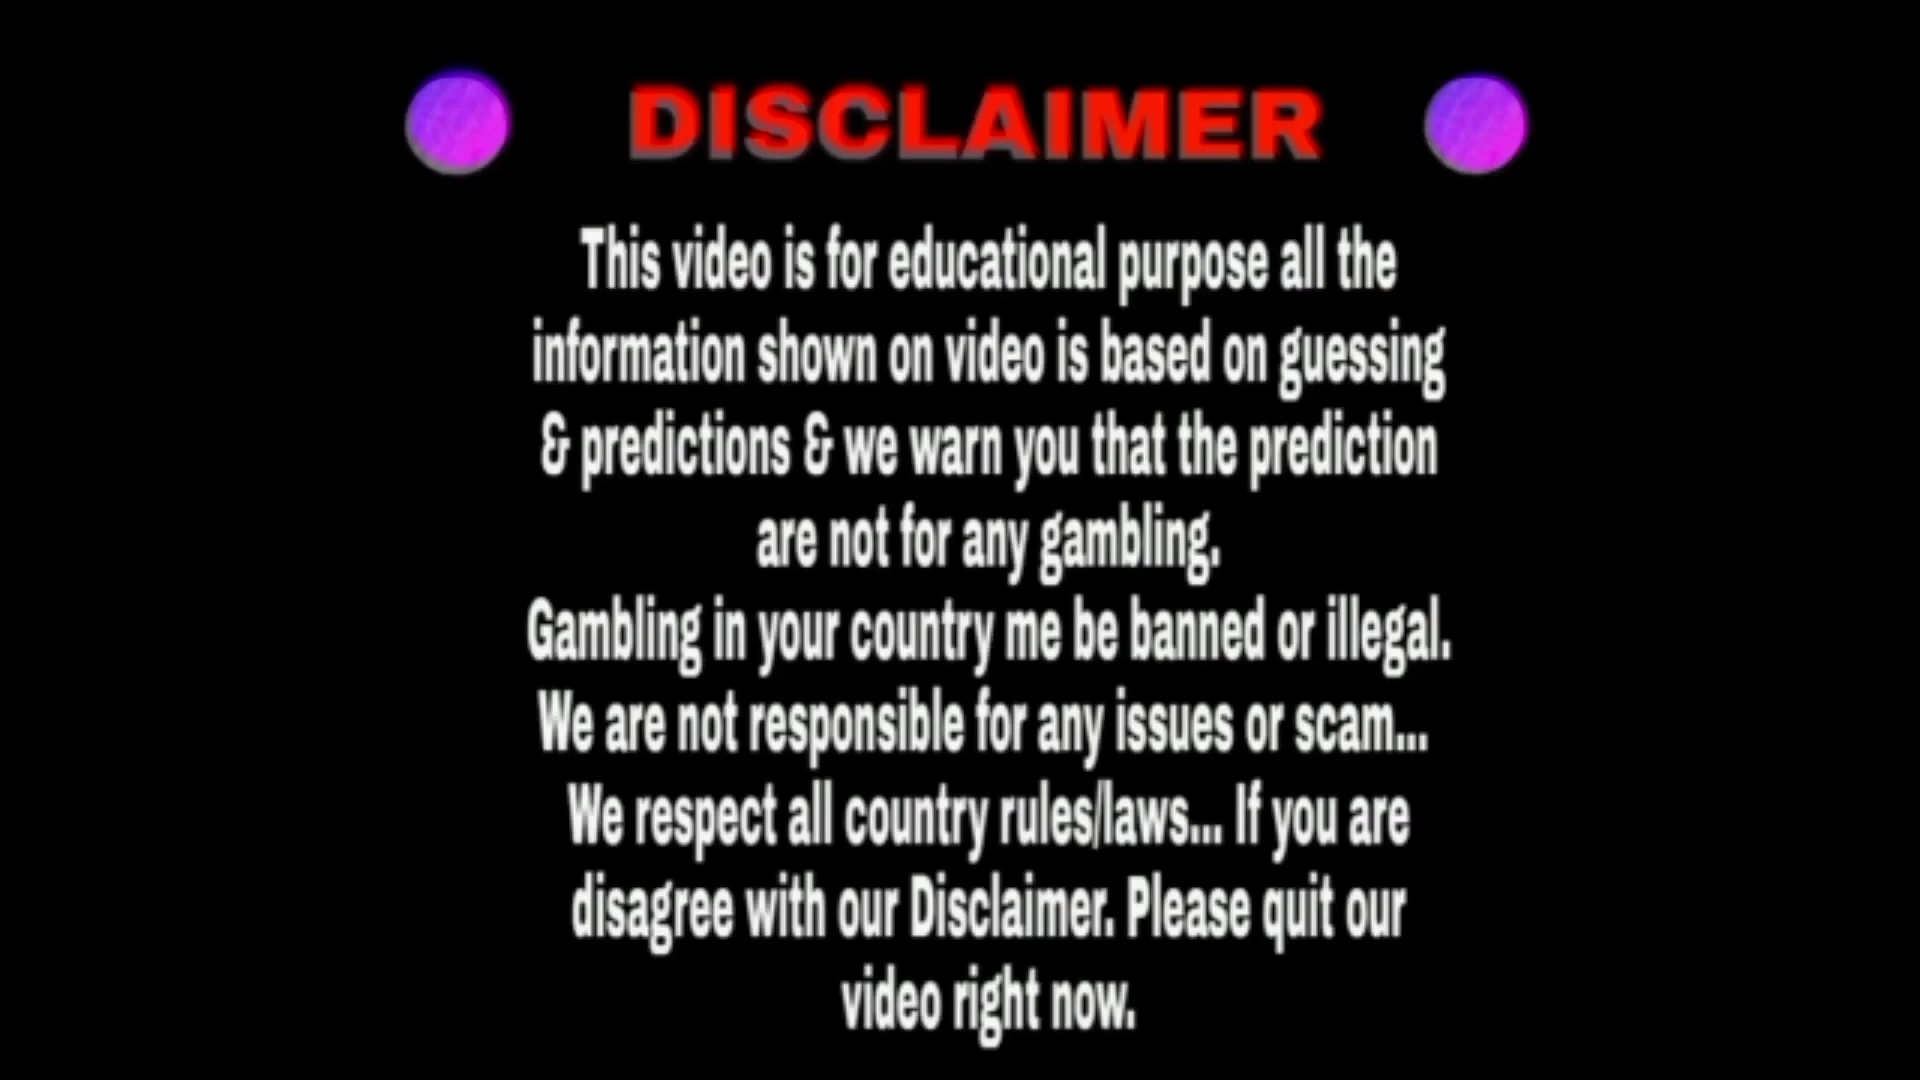 DISCLAIMER
This video is for educational purpose all the
information shown on video is based on guessing
& predictions & we warn you that the prediction
are not for any gambling.
Gambling in your country me be banned or illegal.
We are not responsible for any issues or scam...
We respect all country rules/laws... If you are
disagree with our Disclaimer. Please quit our
video right now.